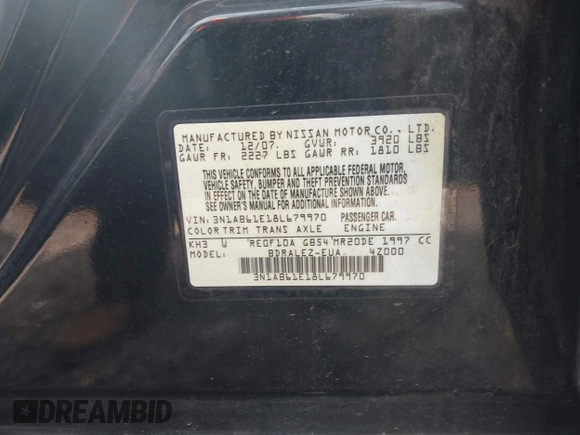 MANUFACTURED BY NISSAN MOTOR CO., LTD.
DATE: 12/07. GVWR: 3920 LBS
GAWR FR: 2227 LBS GAWR RR: 1810 LBS
THIS VEHICLE CONFORMS TO ALL APPLICABLE FEDERAL MOTOR
VEHICLE SAFETY, BUMPER AND THEFT PREVENTION STANDARDS
IN EFFECT ON THE DATE OF MANUFACTURE SHOWN ABOVE.
SEE OWNER'S MANUAL FOR ADDITIONAL INFORMATION.
VIN: 3N1AB61E18L679970 PASSENGER CAR.
COLOR TRIM TRANS AXLE ENGINE
KH3 W RE0F10A GB54 MR20DE 1997 CC
MODEL: BDRALEZ-EUA.. 4Z000
3N1AB61E18L679970
DREAMBID